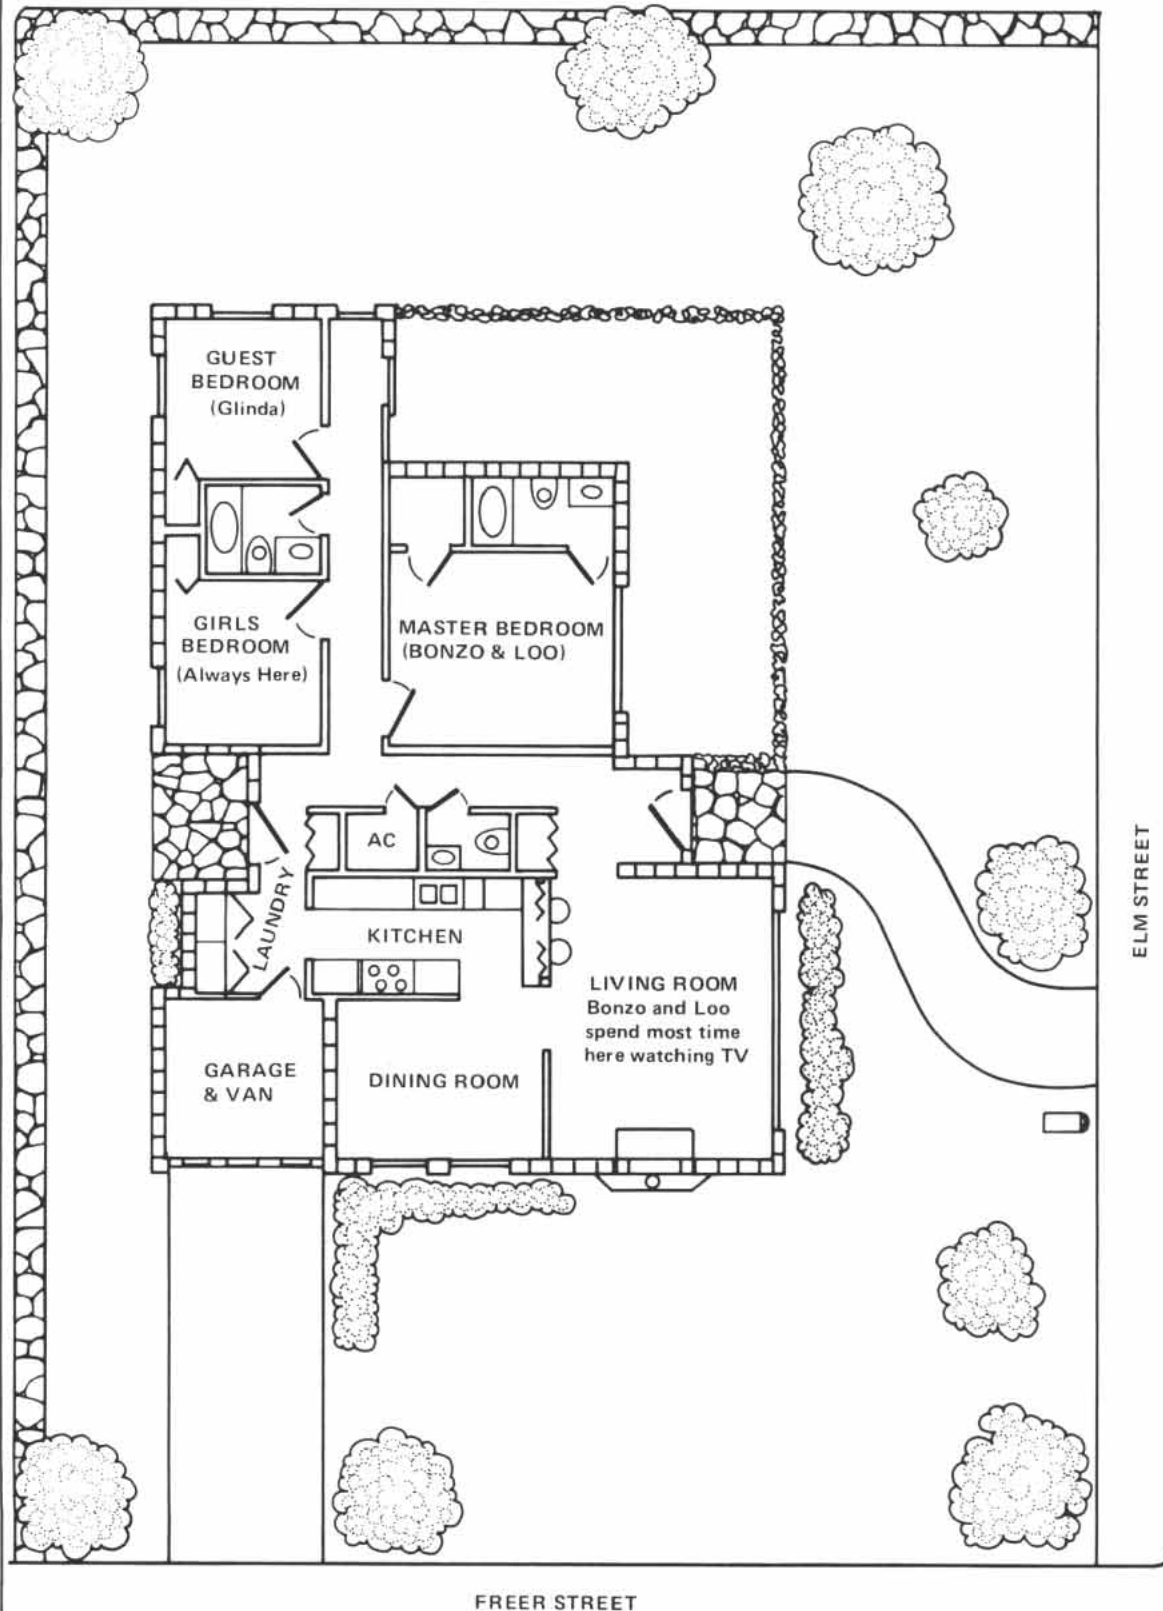 GUEST
BEDROOM
(Glinda)
GIRLS
BEDROOM
(Always Here)
MASTER BEDROOM
(BONZO & LOO)
AC
LAUNDRY
KITCHEN
LIVING ROOM
Bonzo and Loo
spend most time
here watching TV
GARAGE
& VAN
DINING ROOM
ELM STREET
FREER STREET